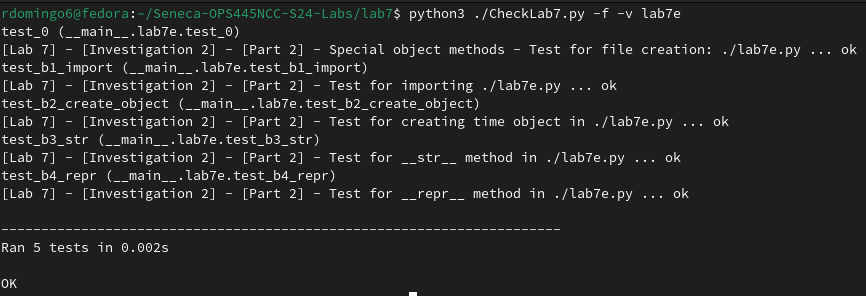 rdomingo6@fedora:~/Seneca-OPS445NCC-S24-Labs/lab7$ python3 ./CheckLab7.py -f -v lab7e
test_0 (__main__.lab7e.test_0)
[Lab 7] - [Investigation 2] - [Part 2] - Special object methods - Test for file creation: ./lab7e.py ... ok
test_b1_import (__main__.lab7e.test_b1_import)
[Lab 7] - [Investigation 2] - [Part 2] - Test for importing ./lab7e.py ... ok
test_b2_create_object (__main__.lab7e.test_b2_create_object)
[Lab 7] - [Investigation 2] - [Part 2] - Test for creating time object in ./lab7e.py ... ok
test_b3_str (__main__.lab7e.test_b3_str)
[Lab 7] - [Investigation 2] - [Part 2] - Test for __str__ method in ./lab7e.py ... ok
test_b4_repr (__main__.lab7e.test_b4_repr)
[Lab 7] - [Investigation 2] - [Part 2] - Test for __repr__ method in ./lab7e.py ... ok
----------------------------------------------------------------------
Ran 5 tests in 0.002s
OK